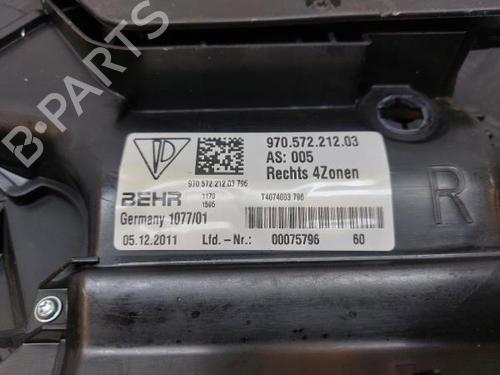 B-Parts
970.572.212.03
AS: 005
Rechts 4Zonen
970.572.212.03 796
BEHR
1170
1595
T4074003 796
Germany 1077/01
05.12.2011 Lfd.-Nr.: 00075796 60
R